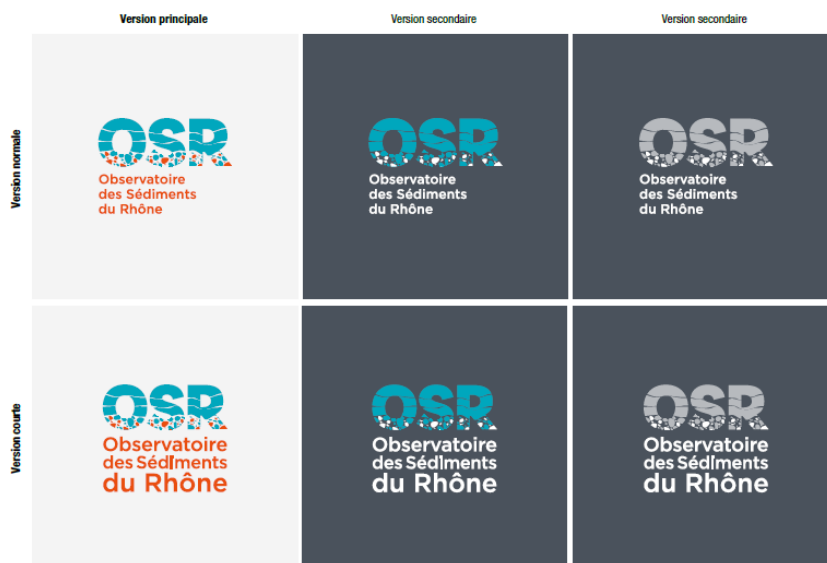 Version principale
Version secondaire
Version secondaire
Version normale
OSR
Observatoire
des Sédiments
du Rhône
OSR
Observatoire
des Sédiments
du Rhône
OSR
Observatoire
des Sédiments
du Rhône
Version courte
OSR
Observatoire
des Sédiments
du Rhône
OSR
Observatoire
des Sédiments
du Rhône
OSR
Observatoire
des Sédiments
du Rhône